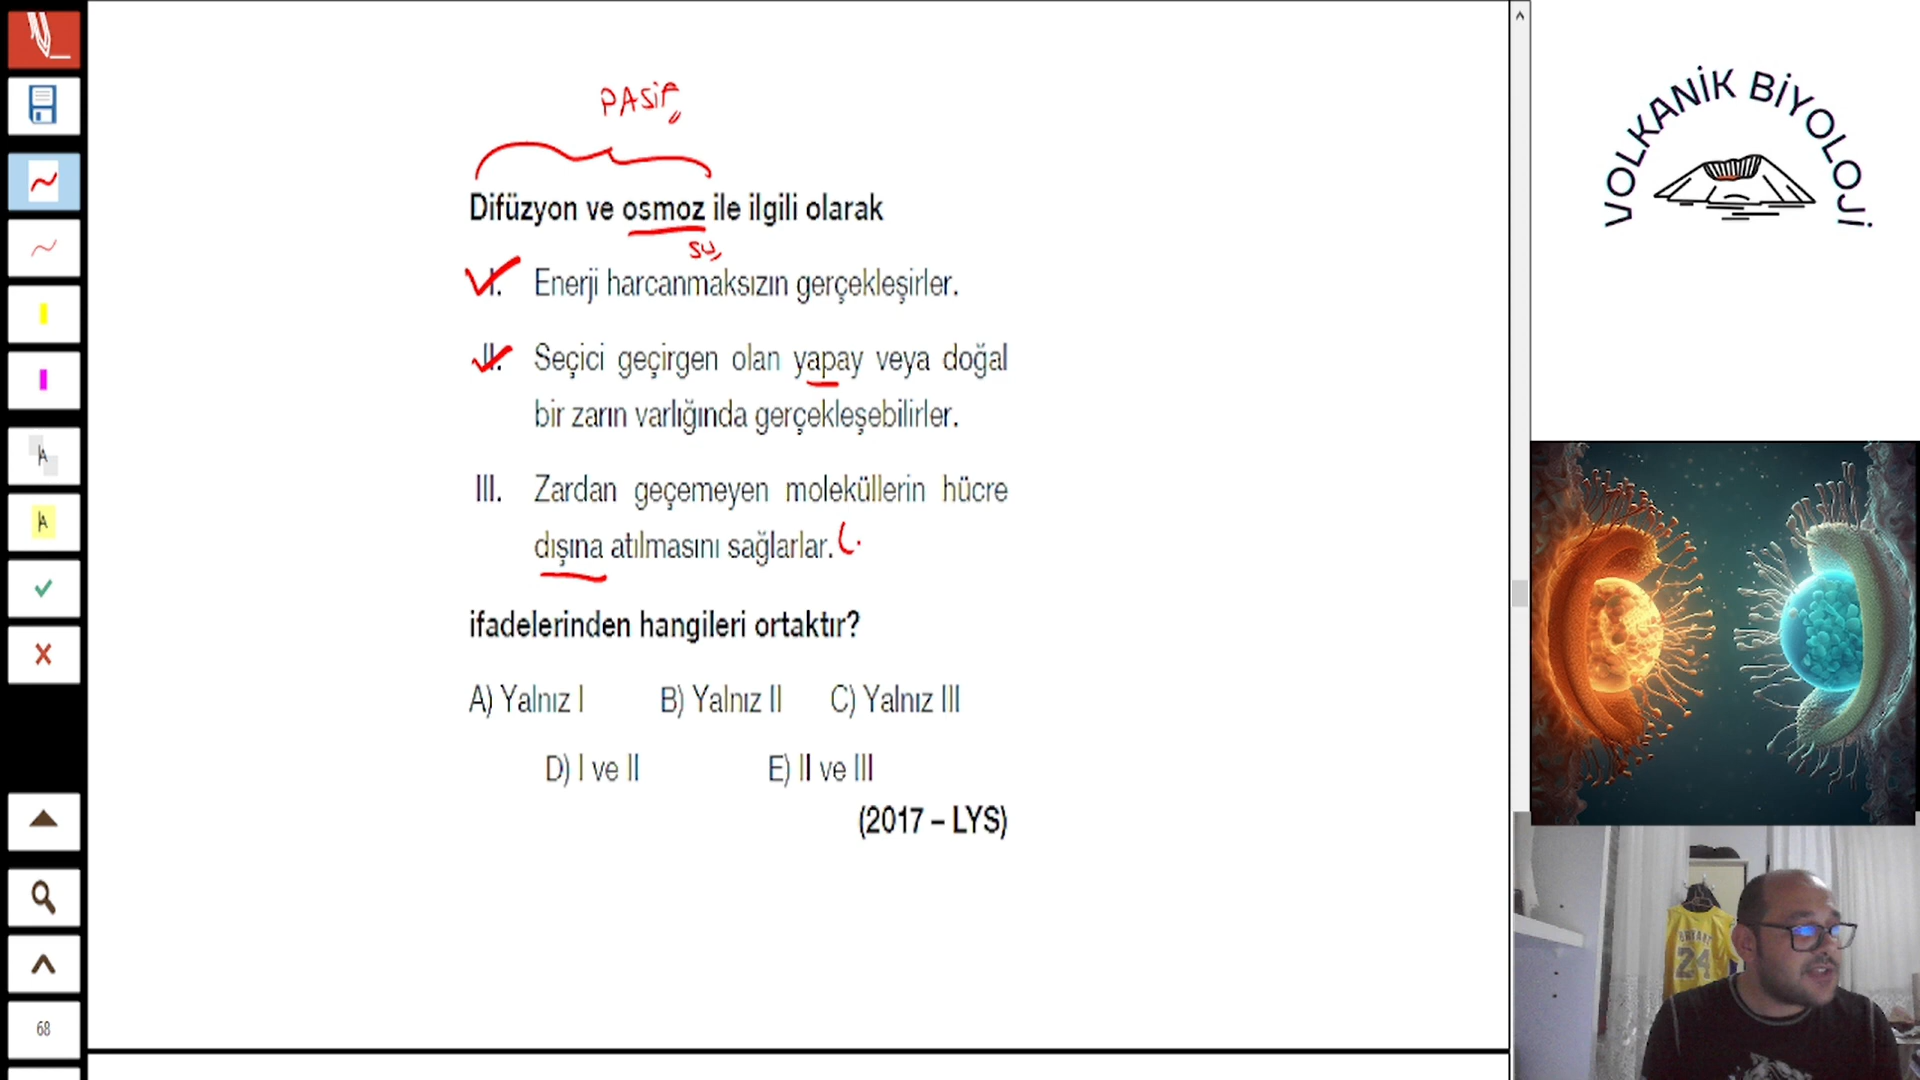 PASİF
Difüzyon ve osmoz ile ilgili olarak
su
I. Enerji harcanmaksızın gerçekleşirler.
II. Seçici geçirgen olan yapay veya doğal
bir zarın varlığında gerçekleşebilirler.
III. Zardan geçemeyen moleküllerin hücre
dışına atılmasını sağlarlar.
ifadelerinden hangileri ortaktır?
A) Yalnız I B) Yalnız II C) Yalnız III
D) I ve II E) II ve III
(2017 – LYS)
VOLKANİK BİYOLOJİ
A
A
68
BRYANT
24